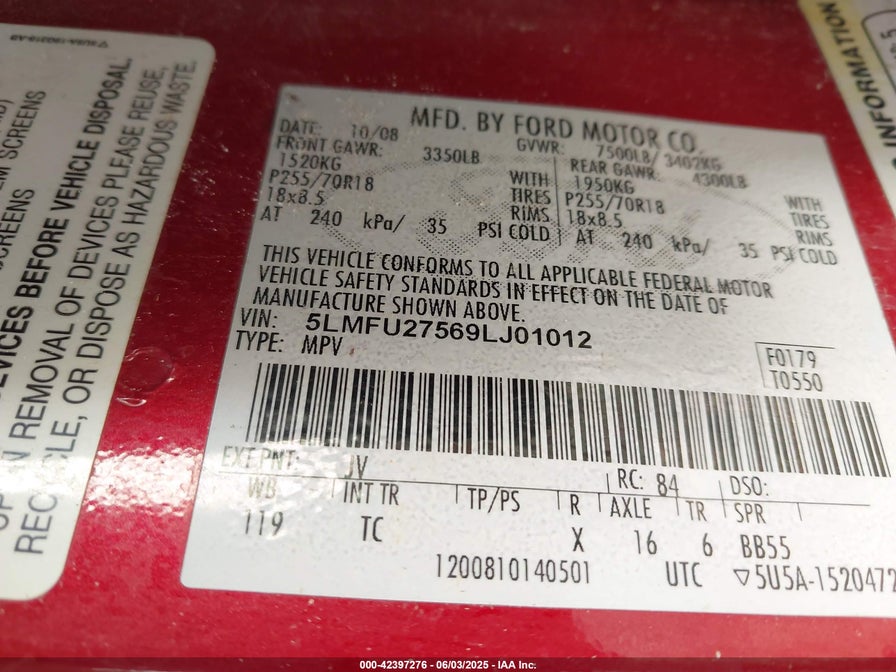 5U5A-19G219-AB
EM SCREENS
SCREENS
DEVICES BEFORE VEHICLE DISPOSAL.
REMOVAL OF DEVICES PLEASE REUSE,
RECYCLE, OR DISPOSE AS HAZARDOUS WASTE.
INFORMATION
MFD. BY FORD MOTOR CO.
DATE: 10/08 GVWR: 7500LB/ 3402KG
FRONT GAWR: 3350LB REAR GAWR: 4300LB
1520KG WITH 1950KG WITH
P255/70R18 TIRES P255/70R18 TIRES
18x8.5 RIMS 18x8.5 RIMS
AT 240 kPa/ 35 PSI COLD AT 240 kPa/ 35 PSI COLD
THIS VEHICLE CONFORMS TO ALL APPLICABLE FEDERAL MOTOR
VEHICLE SAFETY STANDARDS IN EFFECT ON THE DATE OF
MANUFACTURE SHOWN ABOVE.
VIN: 5LMFU27569LJ01012
TYPE: MPV
F0179
T0550
EXT PNT: JV RC: 84 DSO:
WB INT TR TP/PS R AXLE TR SPR
119 TC X 16 6 BB55
1200810140501 UTC ▽5U5A-1520472
000-42397276 - 06/03/2025 - IAA Inc.